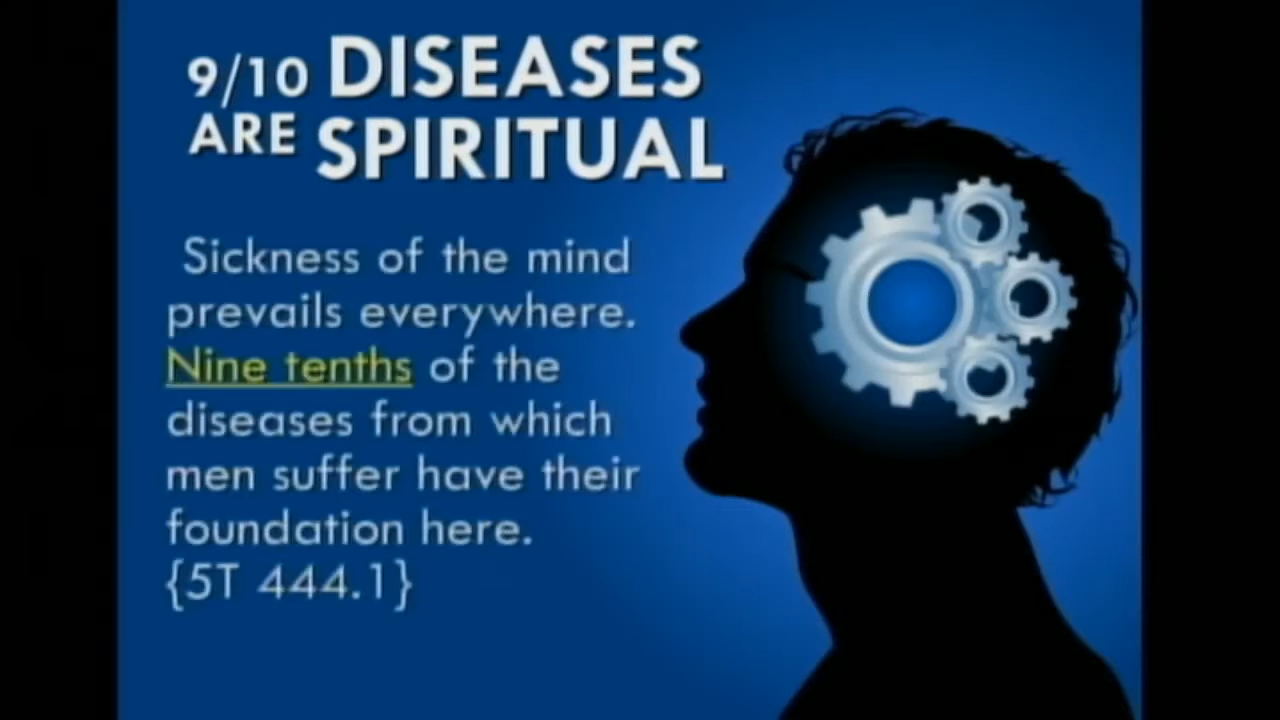 9/10 DISEASES
ARE SPIRITUAL
Sickness of the mind
prevails everywhere.
Nine tenths of the
diseases from which
men suffer have their
foundation here.
{5T 444.1}